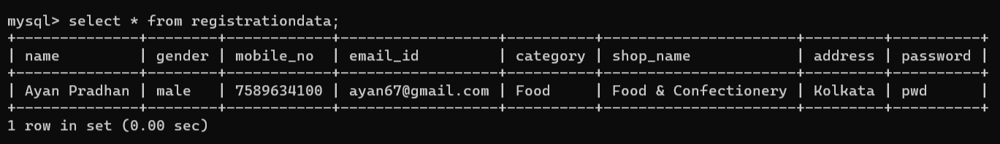 mysql> select * from registrationdata;
+--------------+--------+------------+------------------+----------+----------------------+---------+----------+
| name         | gender | mobile_no  | email_id         | category | shop_name            | address | password |
+--------------+--------+------------+------------------+----------+----------------------+---------+----------+
| Ayan Pradhan | male   | 7589634100 | ayan67@gmail.com | Food     | Food & Confectionery | Kolkata | pwd      |
+--------------+--------+------------+------------------+----------+----------------------+---------+----------+
1 row in set (0.00 sec)